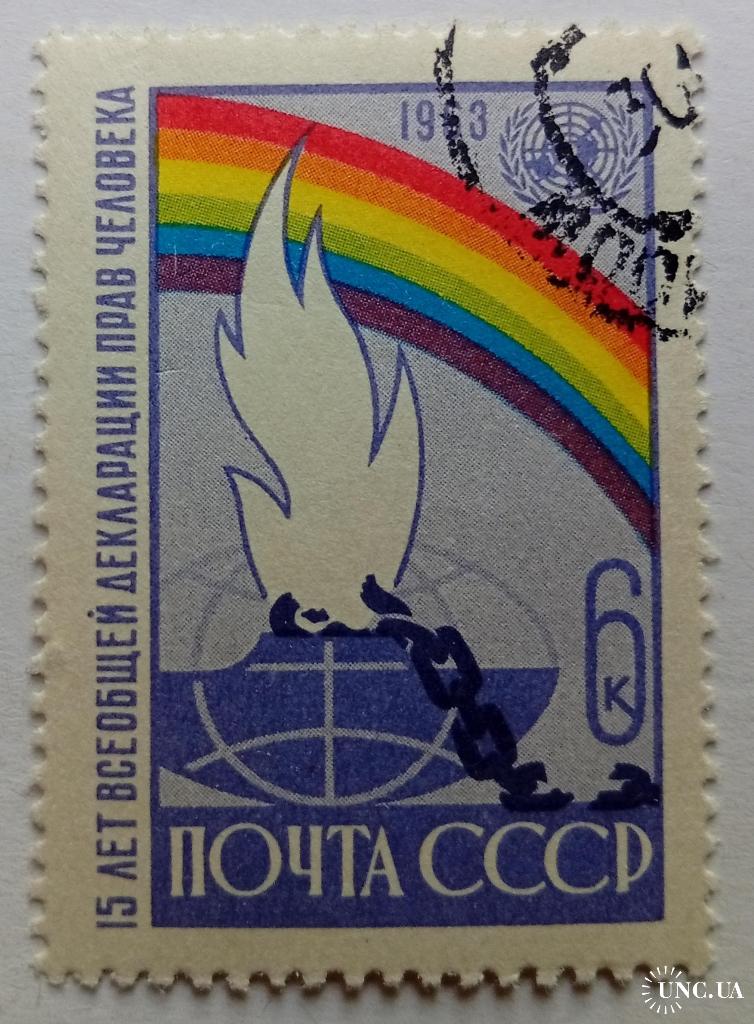 15 ЛЕТ ВСЕОБЩЕЙ ДЕКЛАРАЦИИ ПРАВ ЧЕЛОВЕКА
1963
6
К
ПОЧТА СССР
UNC.UA